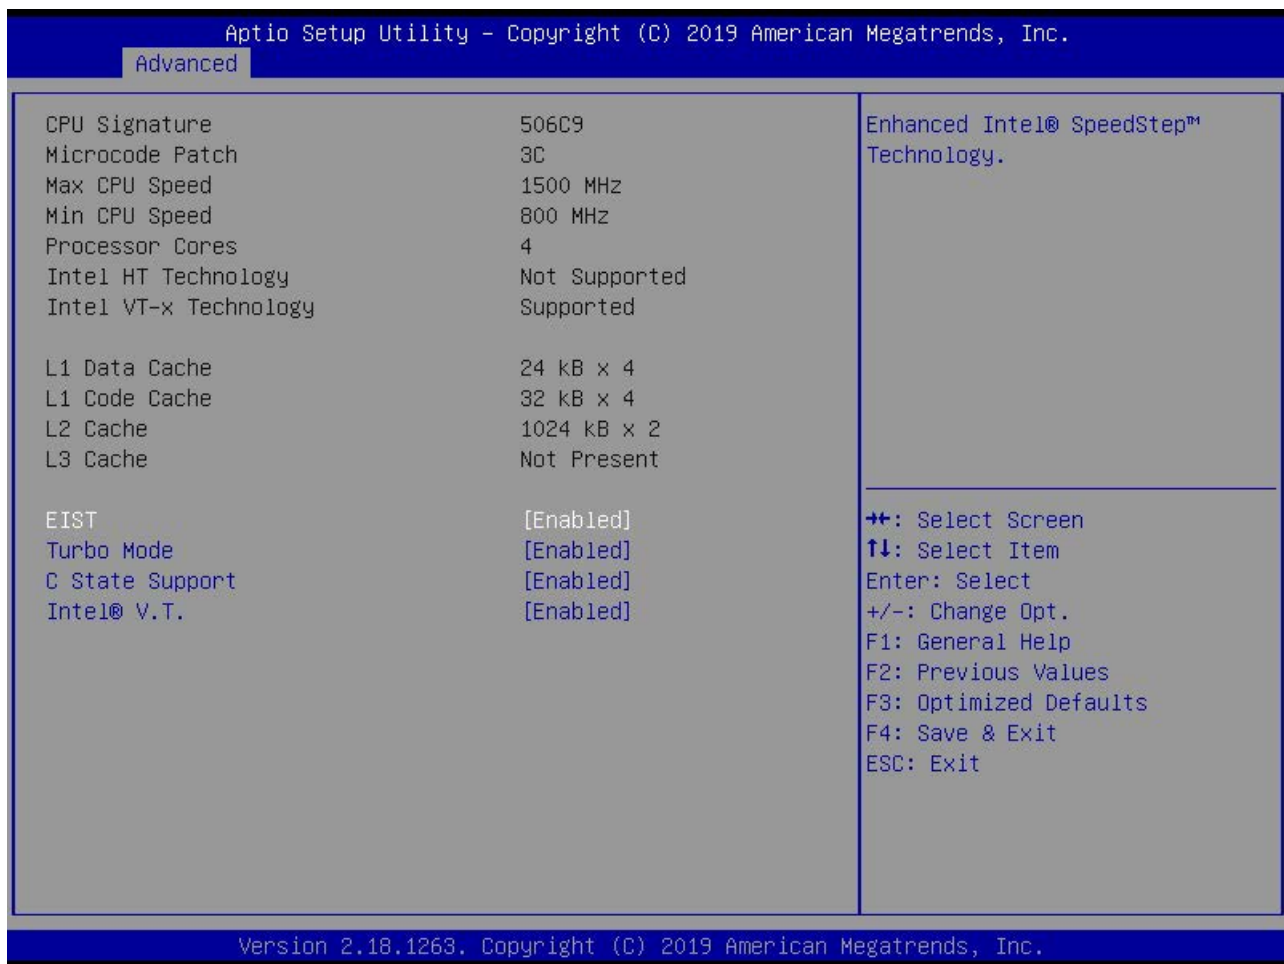 Aptio Setup Utility – Copyright (C) 2019 American Megatrends, Inc.
Advanced
CPU Signature 506C9
Microcode Patch 3C
Max CPU Speed 1500 MHz
Min CPU Speed 800 MHz
Processor Cores 4
Intel HT Technology Not Supported
Intel VT-x Technology Supported
L1 Data Cache 24 kB x 4
L1 Code Cache 32 kB x 4
L2 Cache 1024 kB x 2
L3 Cache Not Present
EIST [Enabled]
Turbo Mode [Enabled]
C State Support [Enabled]
Intel® V.T. [Enabled]
Enhanced Intel® SpeedStep™
Technology.
→←: Select Screen
↑↓: Select Item
Enter: Select
+/-: Change Opt.
F1: General Help
F2: Previous Values
F3: Optimized Defaults
F4: Save & Exit
ESC: Exit
Version 2.18.1263. Copyright (C) 2019 American Megatrends, Inc.